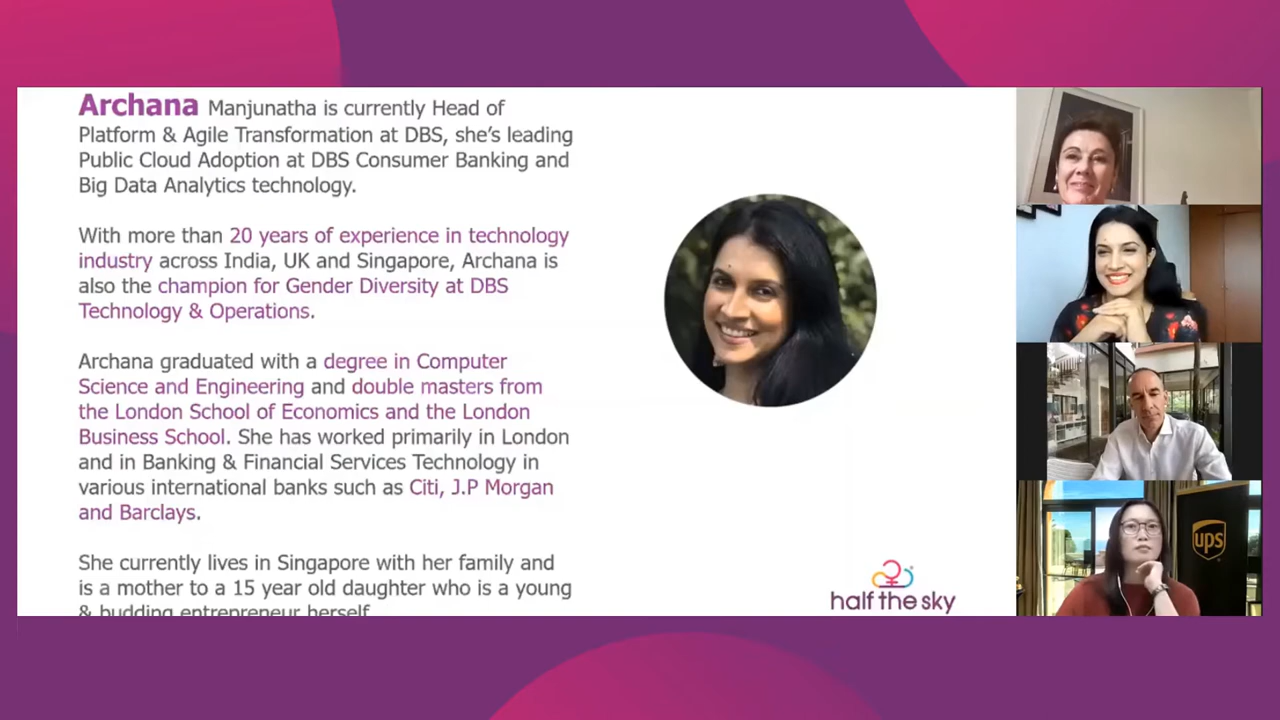 Archana Manjunatha is currently Head of
Platform & Agile Transformation at DBS, she's leading
Public Cloud Adoption at DBS Consumer Banking and
Big Data Analytics technology.
With more than 20 years of experience in technology
industry across India, UK and Singapore, Archana is
also the champion for Gender Diversity at DBS
Technology & Operations.
Archana graduated with a degree in Computer
Science and Engineering and double masters from
the London School of Economics and the London
Business School. She has worked primarily in London
and in Banking & Financial Services Technology in
various international banks such as Citi, J.P Morgan
and Barclays.
She currently lives in Singapore with her family and
is a mother to a 15 year old daughter who is a young
& budding entrepreneur herself
half the sky
ups